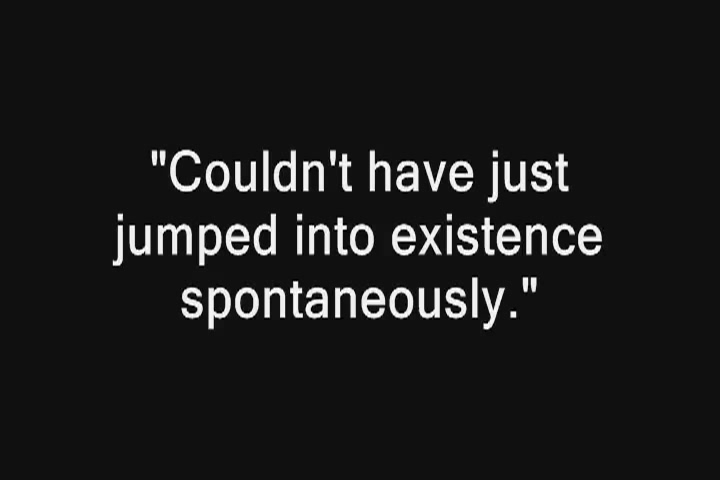 "Couldn't have just
jumped into existence
spontaneously."